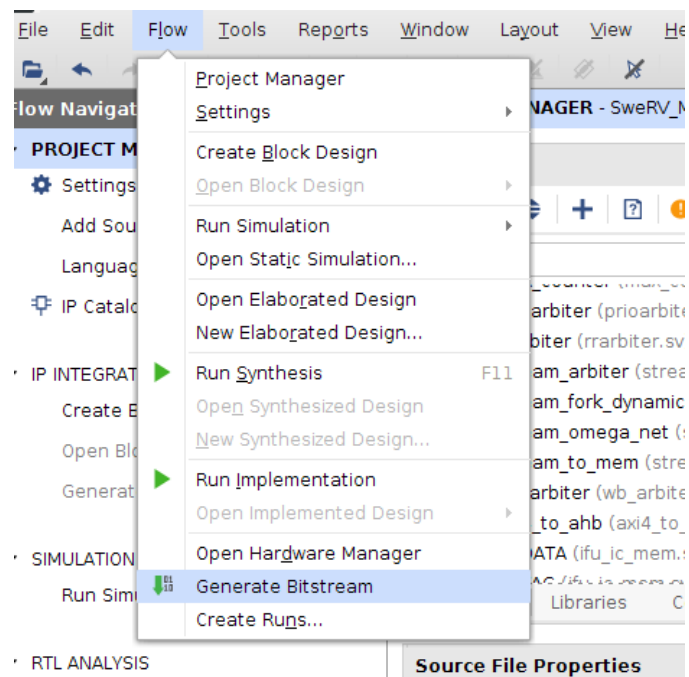 File Edit Flow Tools Reports Window Layout View He
Flow Navigat
NAGER - SweRV_M
PROJECT M
Settings
Add Sou
Languag
IP Catalo
IP INTEGRAT
Create B
Open Blo
Generat
SIMULATION
Run Simu
RTL ANALYSIS
Project Manager
Settings
Create Block Design
Open Block Design
Run Simulation
Open Static Simulation...
Open Elaborated Design
New Elaborated Design...
Run Synthesis F11
Open Synthesized Design
New Synthesized Design...
Run Implementation
Open Implemented Design
Open Hardware Manager
Generate Bitstream
Create Runs...
arbiter (prioarbite
biter (rrarbiter.sv
am_arbiter (strea
am_fork_dynamic
am_omega_net (s
am_to_mem (stre
arbiter (wb_arbite
_to_ahb (axi4_to_
DATA (ifu_ic_mem.s
Libraries C
Source File Properties